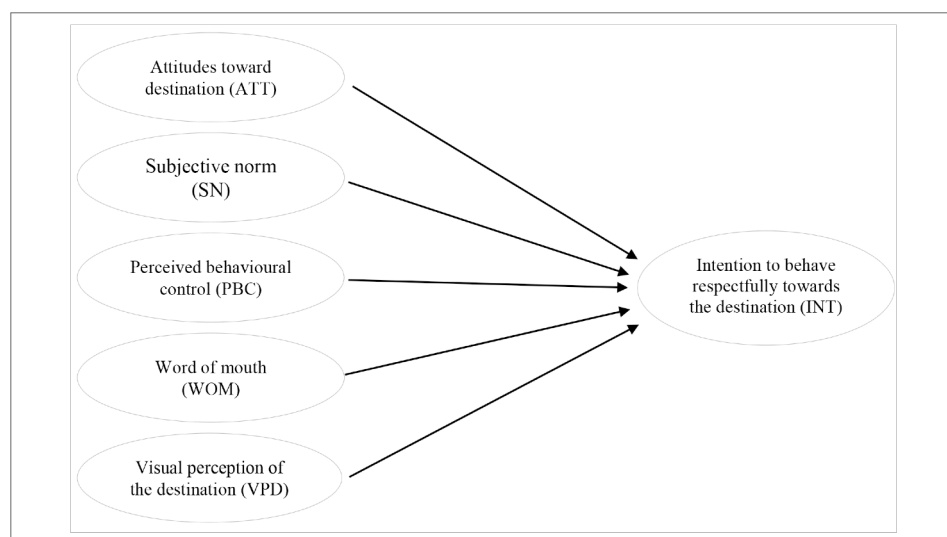 Attitudes toward
destination (ATT)
Subjective norm
(SN)
Perceived behavioural
control (PBC)
Word of mouth
(WOM)
Visual perception of
the destination (VPD)
Intention to behave
respectfully towards
the destination (INT)